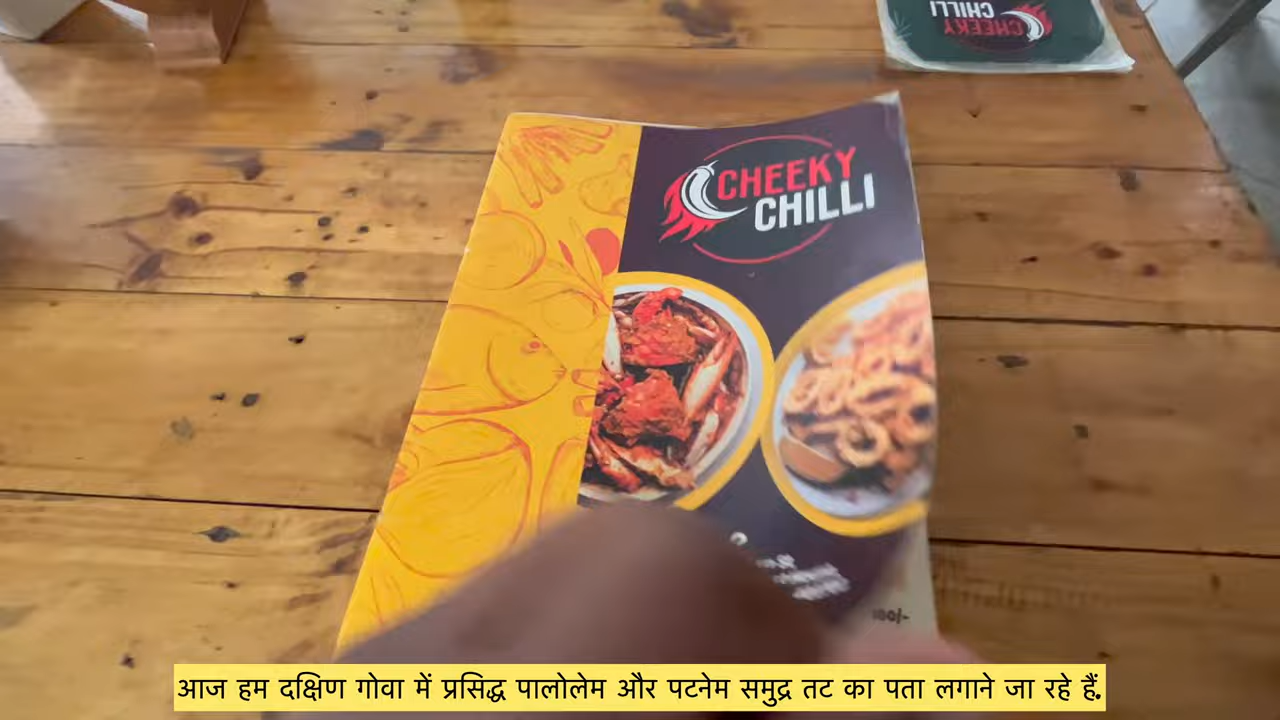 CHEEKY
CHILLI
CHEEKY
CHILLI
आज हम दक्षिण गोवा में प्रसिद्ध पालोलेम और पटनेम समुद्र तट का पता लगाने जा रहे हैं.